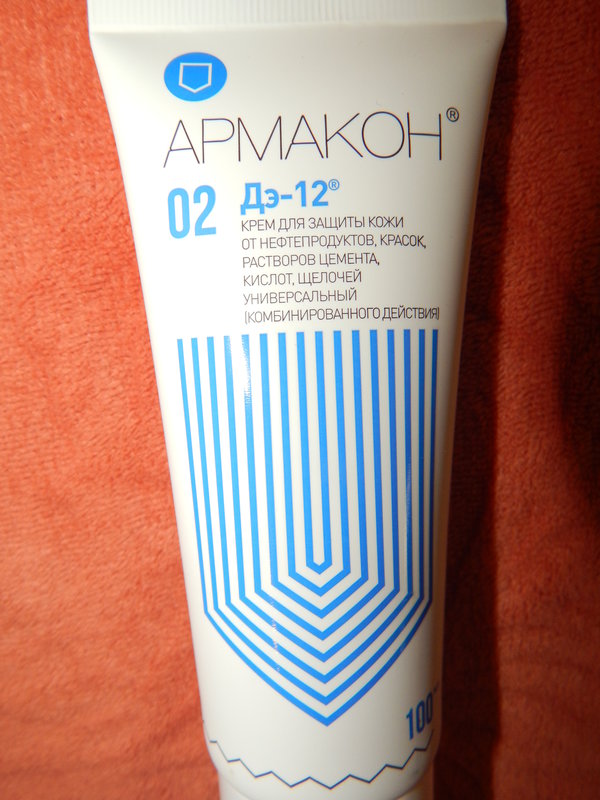 АРМАКОН®
02 Дэ-12®
КРЕМ ДЛЯ ЗАЩИТЫ КОЖИ
ОТ НЕФТЕПРОДУКТОВ, КРАСОК,
РАСТВОРОВ ЦЕМЕНТА,
КИСЛОТ, ЩЕЛОЧЕЙ
УНИВЕРСАЛЬНЫЙ
(КОМБИНИРОВАННОГО ДЕЙСТВИЯ)
100